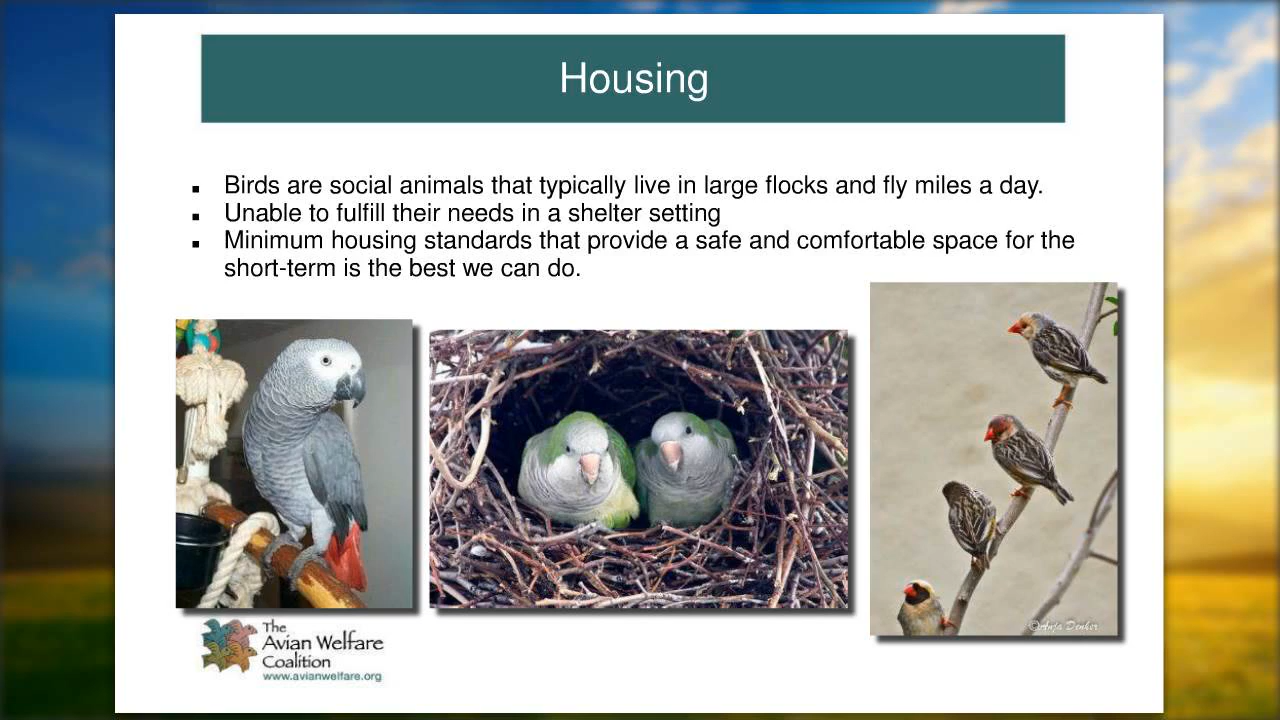 Housing
▪ Birds are social animals that typically live in large flocks and fly miles a day.
▪ Unable to fulfill their needs in a shelter setting
▪ Minimum housing standards that provide a safe and comfortable space for the
short-term is the best we can do.
©Anja Denker
The
Avian Welfare
Coalition
www.avianwelfare.org